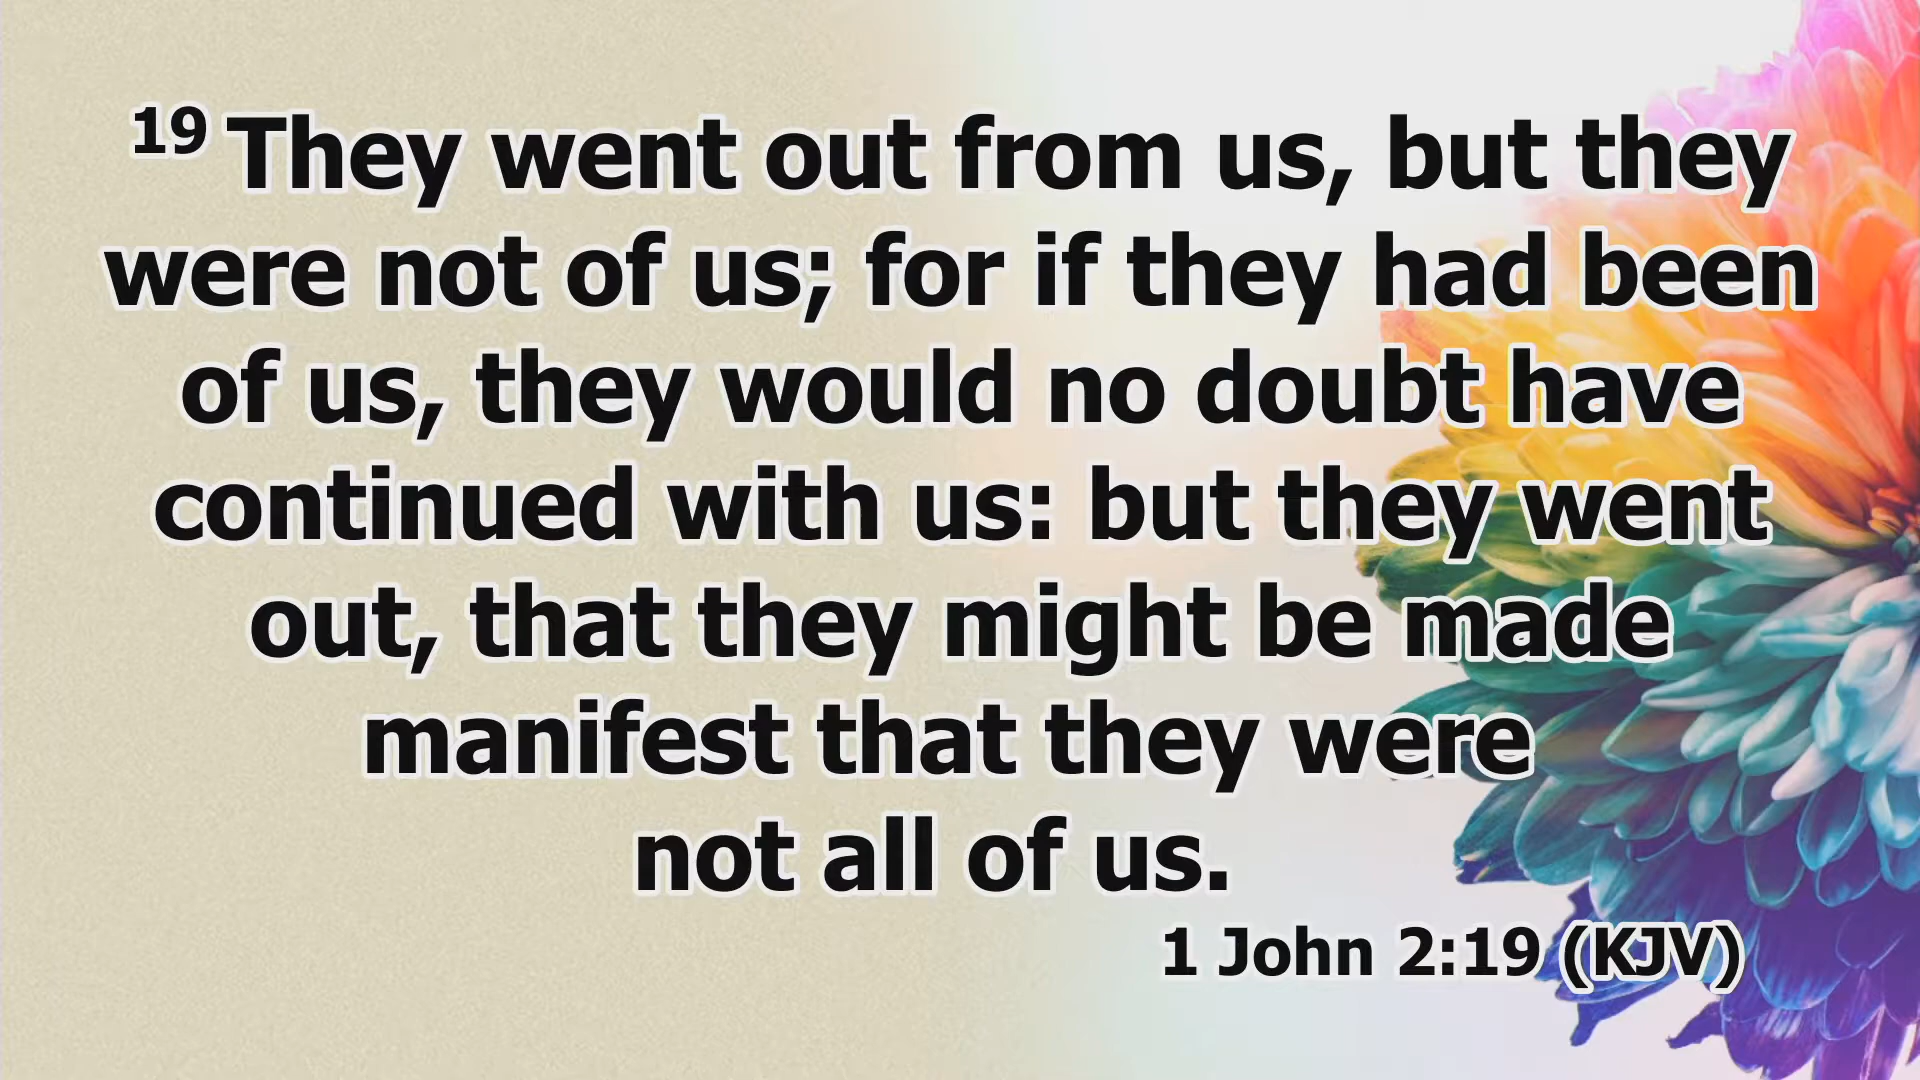 19 They went out from us, but they
were not of us; for if they had been
of us, they would no doubt have
continued with us: but they went
out, that they might be made
manifest that they were
not all of us.
1 John 2:19 (KJV)